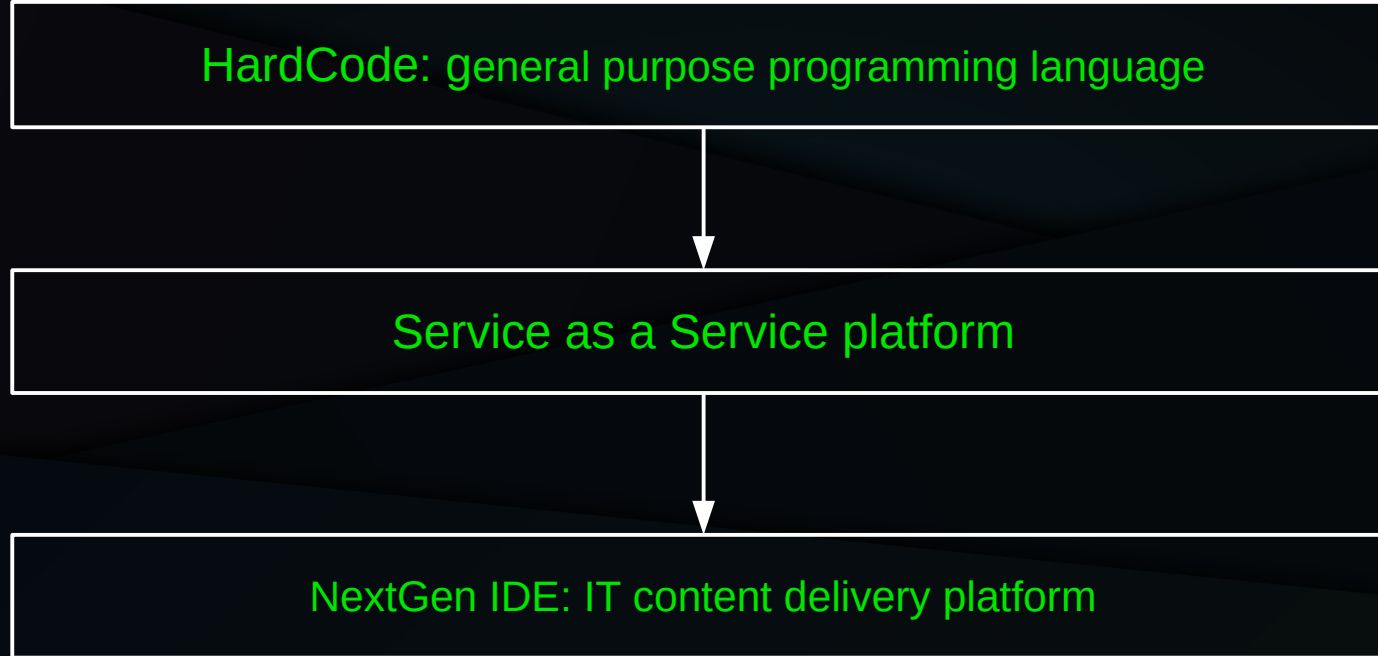 HardCode: general purpose programming language
Service as a Service platform
NextGen IDE: IT content delivery platform